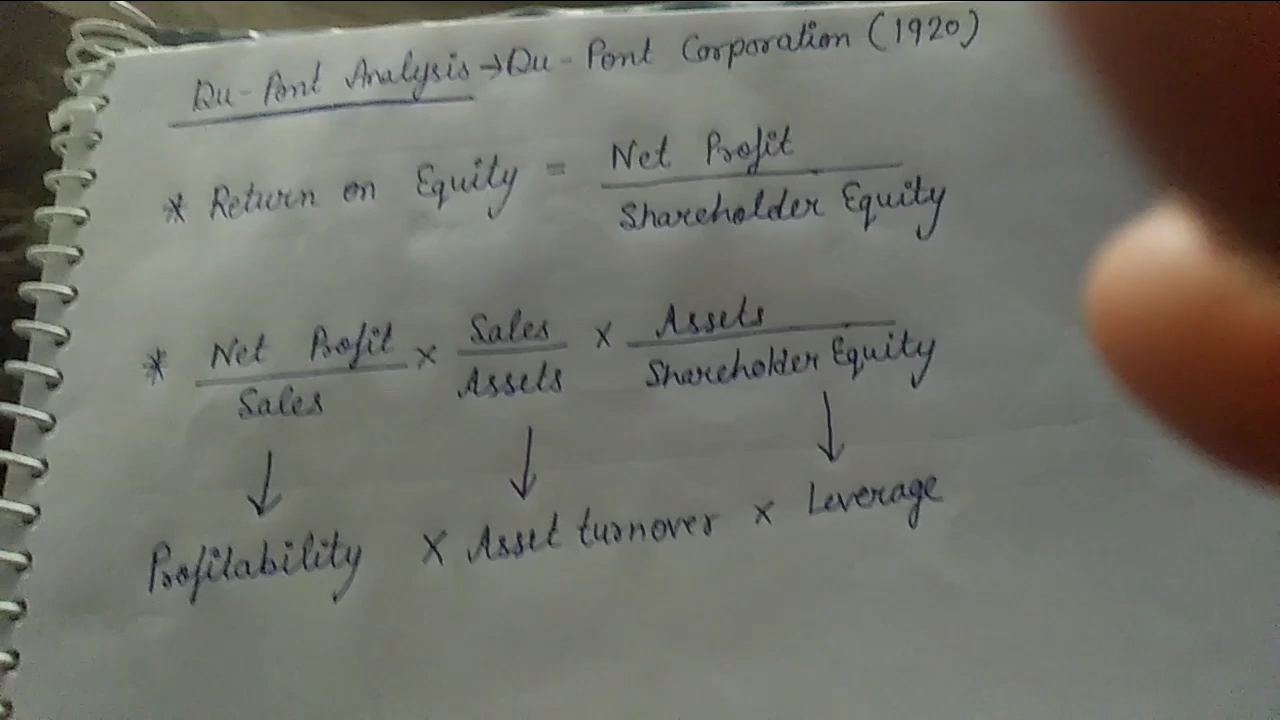 Du-Pont Analysis → Du-Pont Corporation (1920)
* Return on Equity = Net Profit / Shareholder Equity
* Net Profit / Sales × Sales / Assets × Assets / Shareholder Equity
↓ ↓ ↓
Profitability × Asset turnover × Leverage